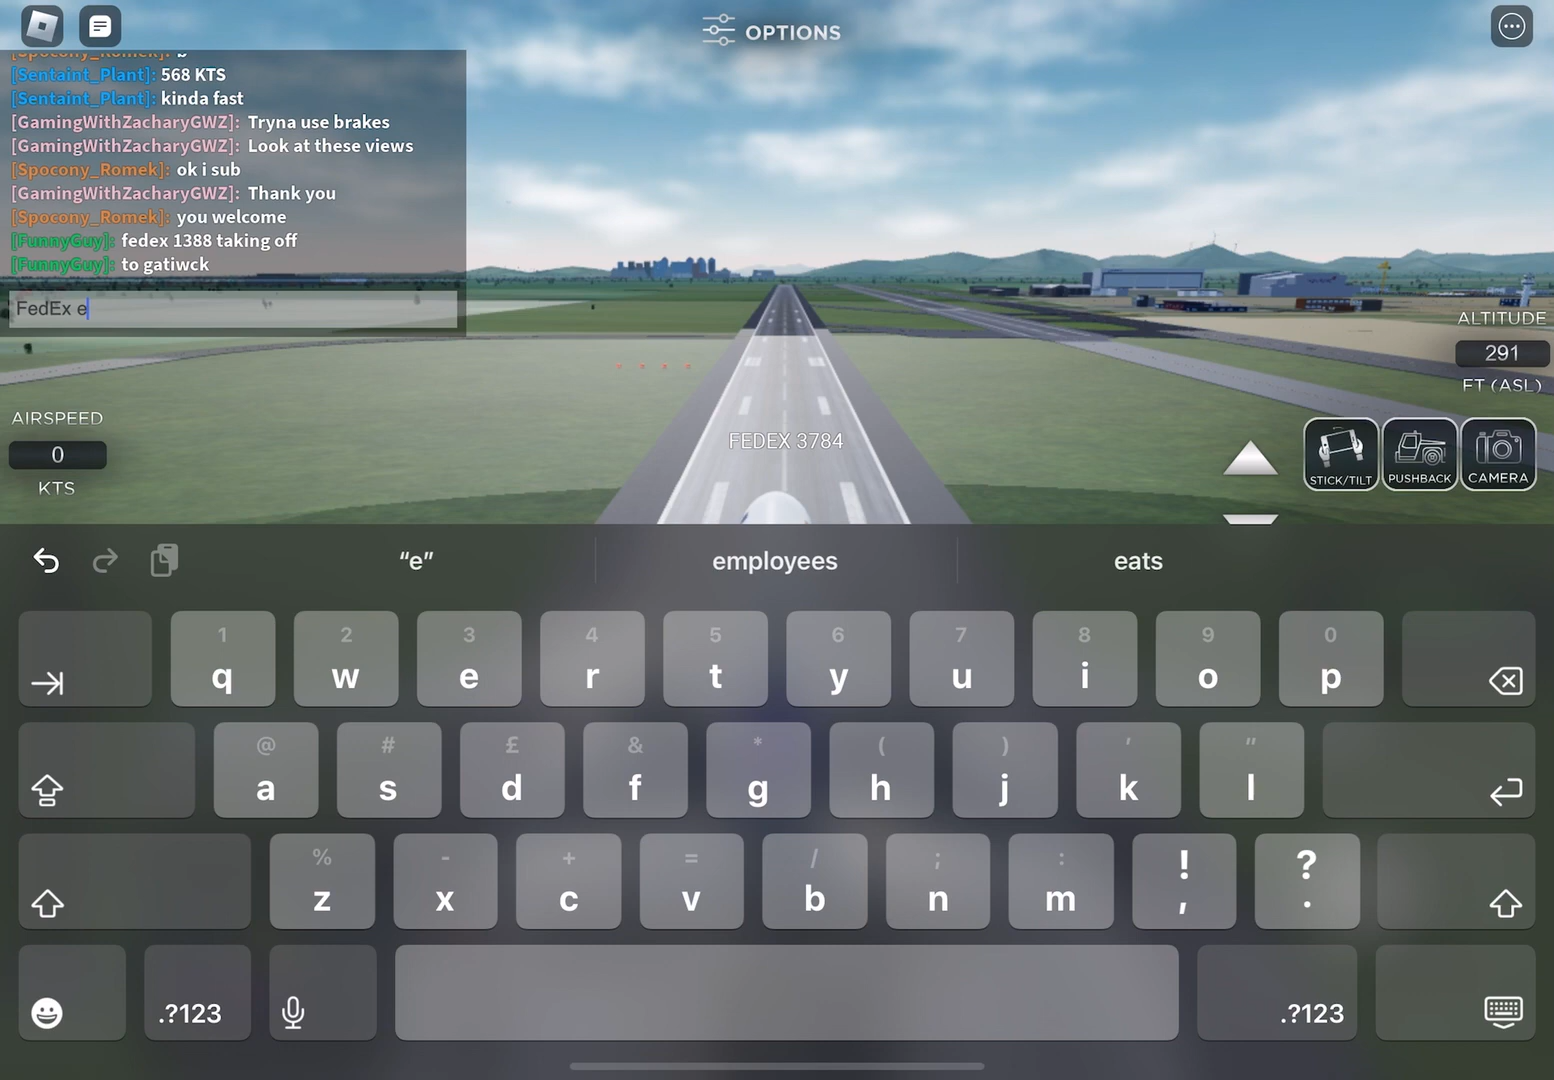 OPTIONS
[Spocony_Romek]: b
[Sentaint_Plant]: 568 KTS
[Sentaint_Plant]: kinda fast
[GamingWithZacharyGWZ]: Tryna use brakes
[GamingWithZacharyGWZ]: Look at these views
[Spocony_Romek]: ok i sub
[GamingWithZacharyGWZ]: Thank you
[Spocony_Romek]: you welcome
[FunnyGuy]: fedex 1388 taking off
[FunnyGuy]: to gatiwck
FedEx e
ALTITUDE
291
FT (ASL)
AIRSPEED
0
KTS
FEDEX 3784
STICK/TILT PUSHBACK CAMERA
“e” employees eats
1 2 3 4 5 6 7 8 9 0
q w e r t y u i o p
@ # £ & * ( ) ' "
a s d f g h j k l
% - + = / ; : ! ?
z x c v b n m , .
.?123 .?123